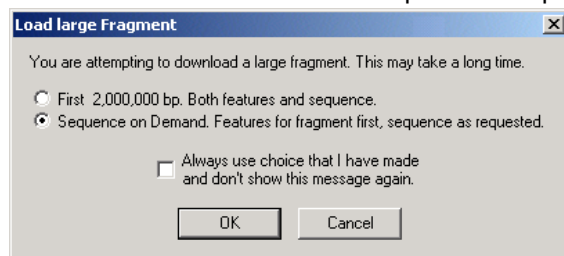 Load large Fragment
You are attempting to download a large fragment. This may take a long time.
First 2,000,000 bp. Both features and sequence.
Sequence on Demand. Features for fragment first, sequence as requested.
Always use choice that I have made
and don't show this message again.
OK Cancel